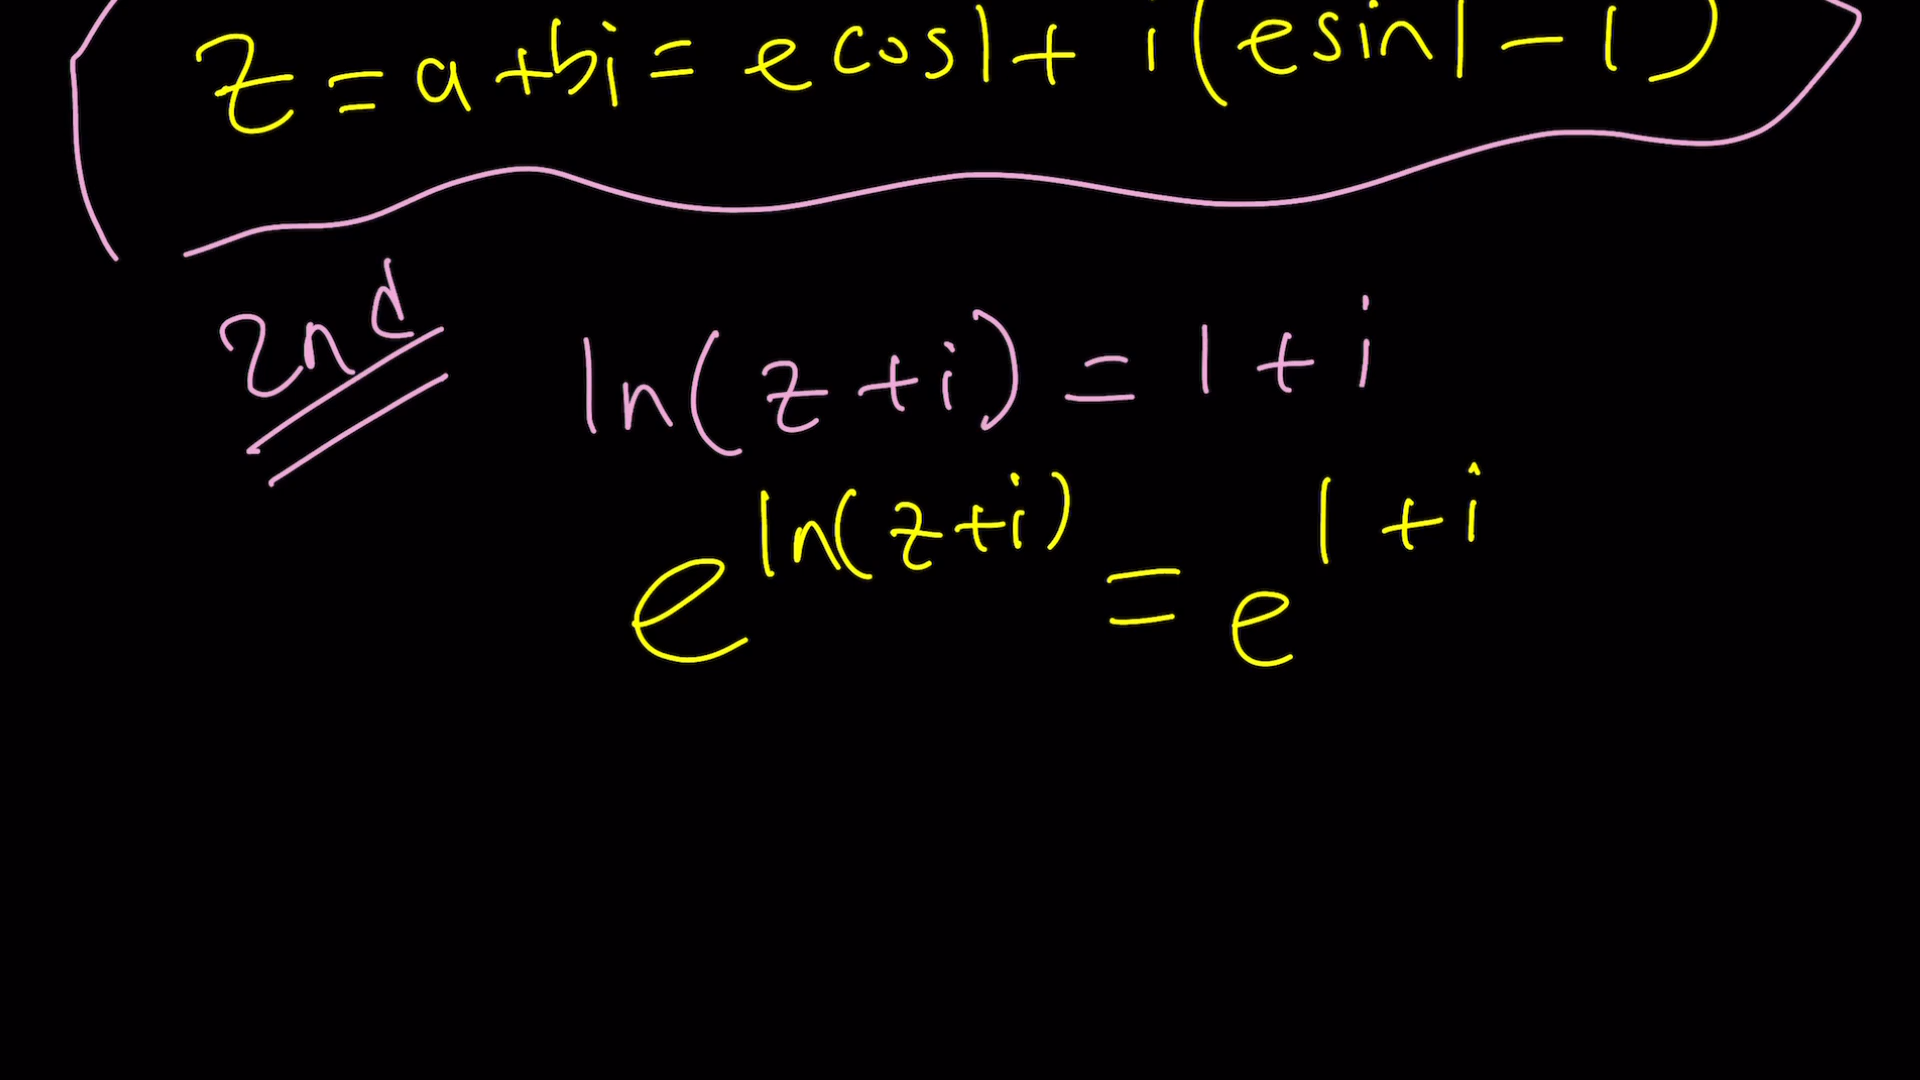 z = a + bi = e cos1 + i(e sin1 - 1)
2nd ln(z + i) = 1 + i
e^{ln(z+i)} = e^{1+i}